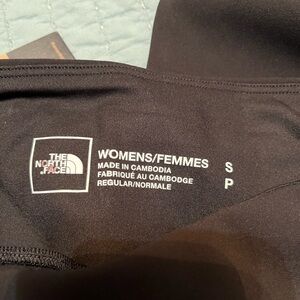 THE
NORTH
FACE
WOMENS/FEMMES S
MADE IN CAMBODIA
FABRIQUÉ AU CAMBODGE P
REGULAR/NORMALE